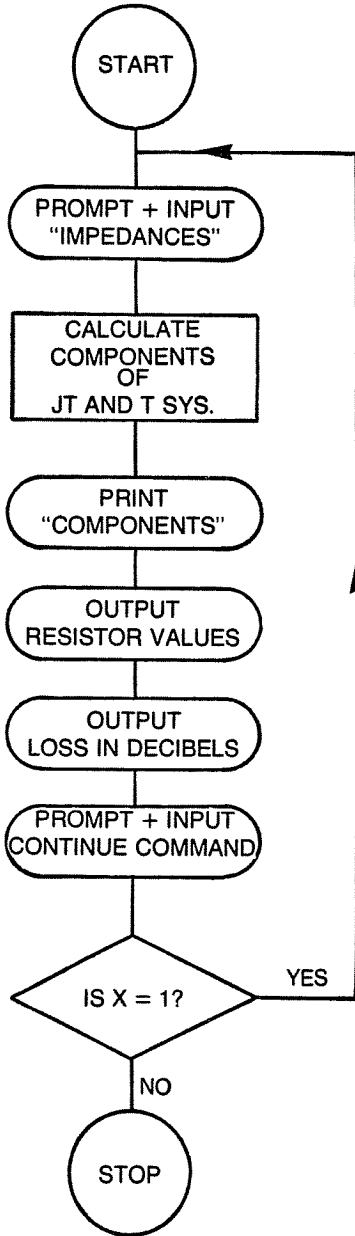 START
PROMPT + INPUT
"IMPEDANCES"
CALCULATE
COMPONENTS
OF
JT AND T SYS.
PRINT
"COMPONENTS"
OUTPUT
RESISTOR VALUES
OUTPUT
LOSS IN DECIBELS
PROMPT + INPUT
CONTINUE COMMAND
IS X = 1?
YES
NO
STOP